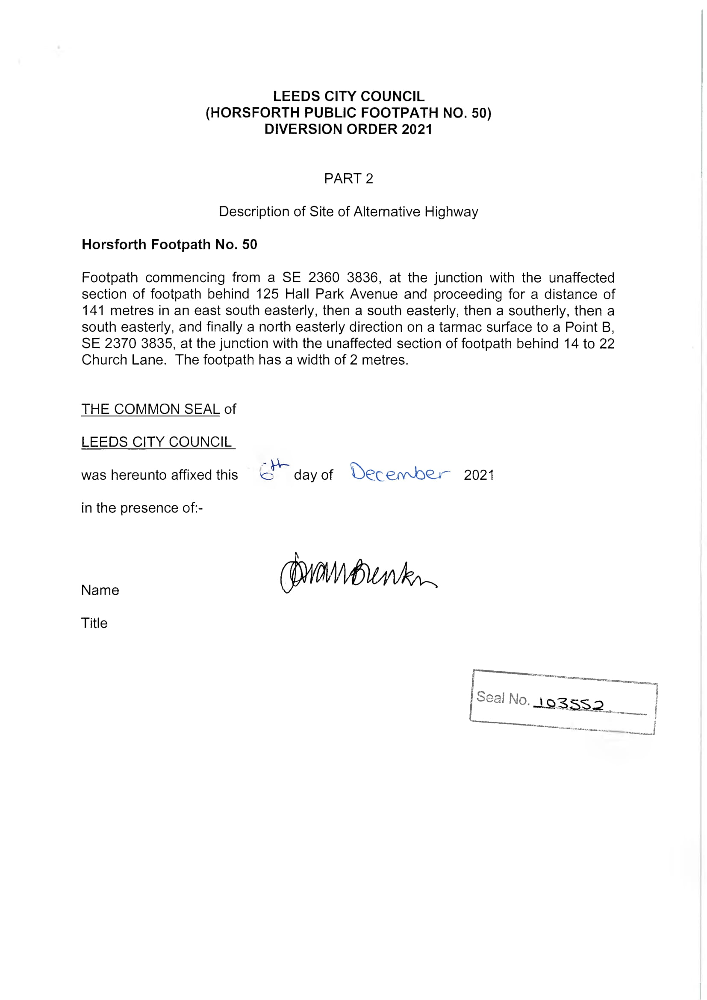 LEEDS CITY COUNCIL
(HORSFORTH PUBLIC FOOTPATH NO. 50)
DIVERSION ORDER 2021
PART 2
Description of Site of Alternative Highway
Horsforth Footpath No. 50
Footpath commencing from a SE 2360 3836, at the junction with the unaffected
section of footpath behind 125 Hall Park Avenue and proceeding for a distance of
141 metres in an east south easterly, then a south easterly, then a southerly, then a
south easterly, and finally a north easterly direction on a tarmac surface to a Point B,
SE 2370 3835, at the junction with the unaffected section of footpath behind 14 to 22
Church Lane. The footpath has a width of 2 metres.
THE COMMON SEAL of
LEEDS CITY COUNCIL
was hereunto affixed this 6th day of December 2021
in the presence of:-
Name
Title
Seal No. 103552